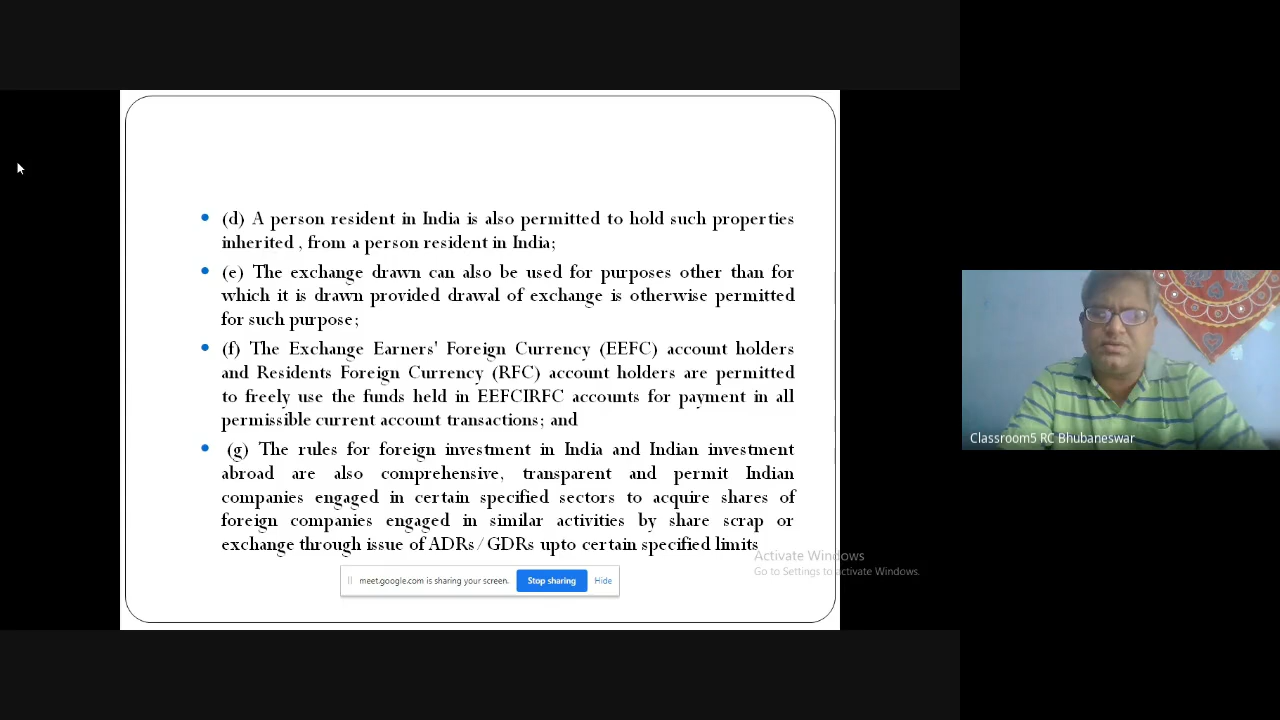 (d) A person resident in India is also permitted to hold such properties
inherited , from a person resident in India;
(e) The exchange drawn can also be used for purposes other than for
which it is drawn provided drawal of exchange is otherwise permitted
for such purpose;
(f) The Exchange Earners' Foreign Currency (EEFC) account holders
and Residents Foreign Currency (RFC) account holders are permitted
to freely use the funds held in EEFCIRFC accounts for payment in all
permissible current account transactions; and
(g) The rules for foreign investment in India and Indian investment
abroad are also comprehensive, transparent and permit Indian
companies engaged in certain specified sectors to acquire shares of
foreign companies engaged in similar activities by share scrap or
exchange through issue of ADRs / GDRs upto certain specified limits
Activate Windows
Go to Settings to activate Windows.
meet.google.com is sharing your screen. Stop sharing Hide
Classroom5 RC Bhubaneswar